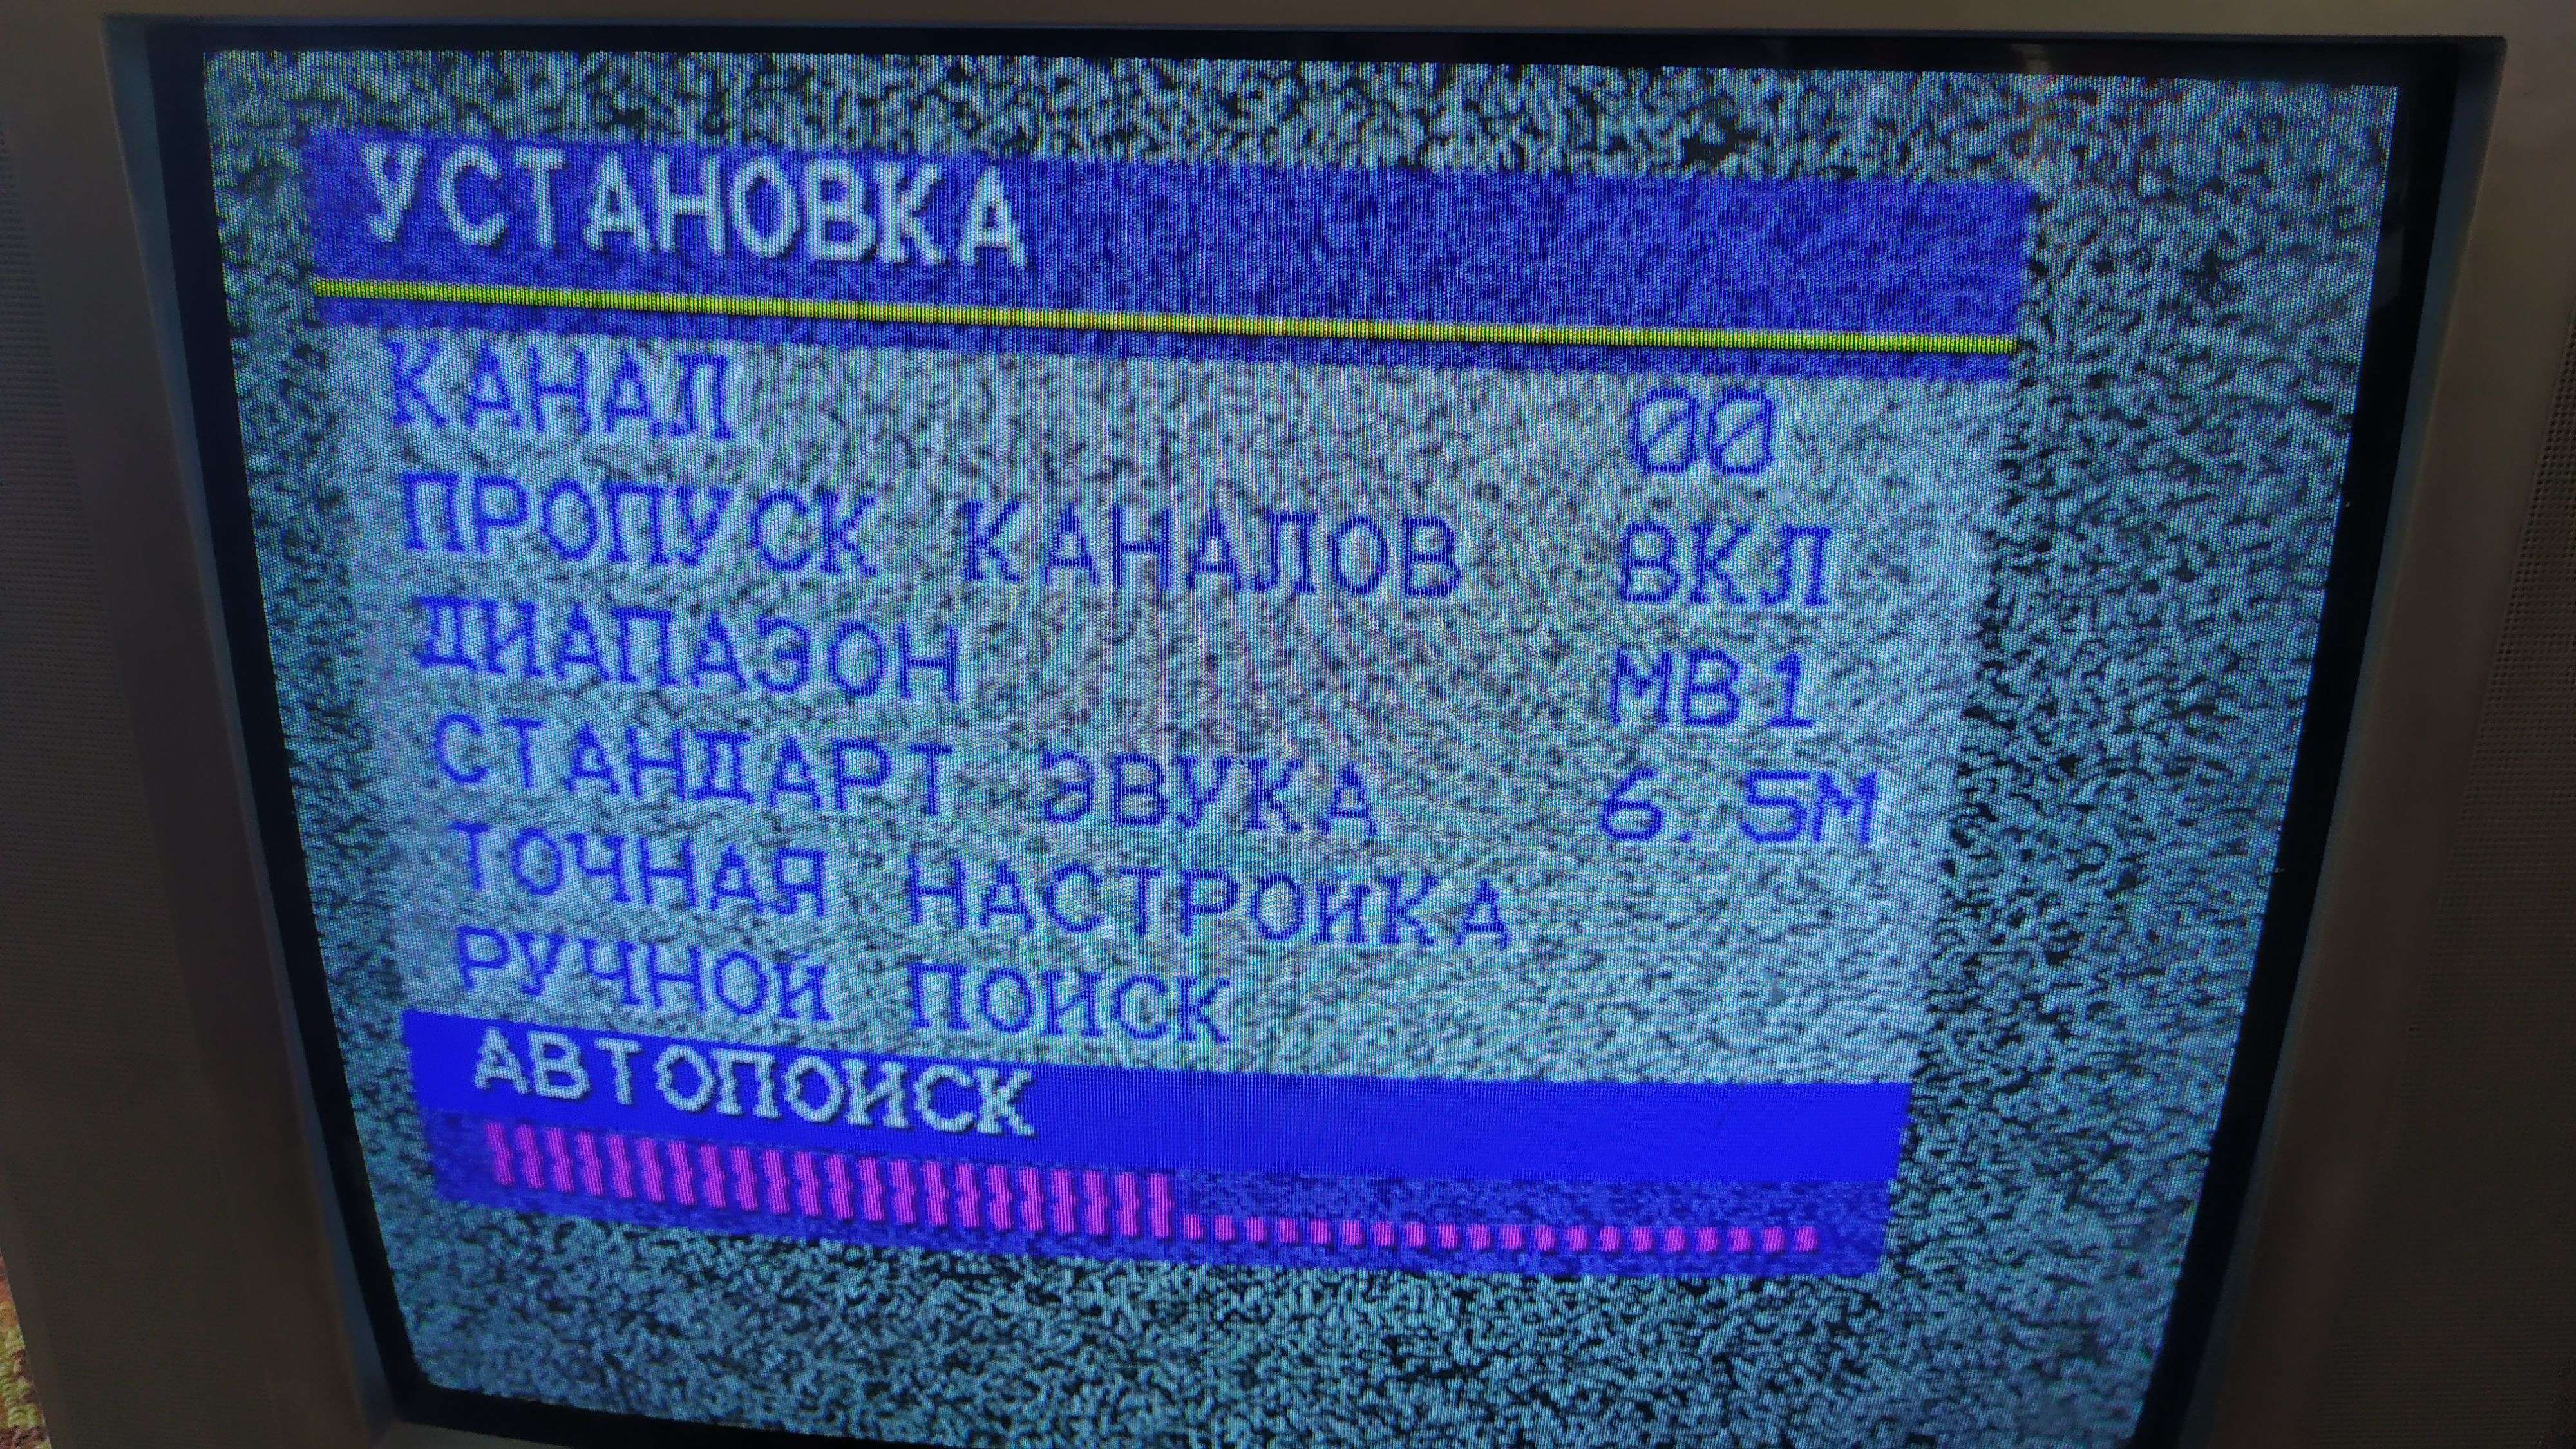 УСТАНОВКА
КАНАЛ 00
ПРОПУСК КАНАЛОВ ВКЛ
ДИАПАЗОН МВ1
СТАНДАРТ ЗВУКА 6.5М
ТОЧНАЯ НАСТРОЙКА
РУЧНОЙ ПОИСК
АВТОПОИСК